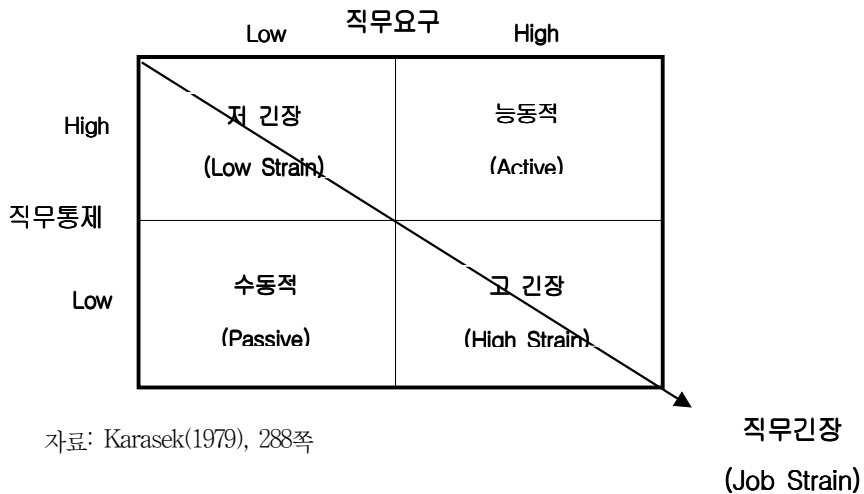 직무요구
Low High
High
저 긴장 능동적
(Low Strain) (Active)
직무통제
Low
수동적 고 긴장
(Passive) (High Strain)
자료: Karasek(1979), 288쪽
직무긴장
(Job Strain)